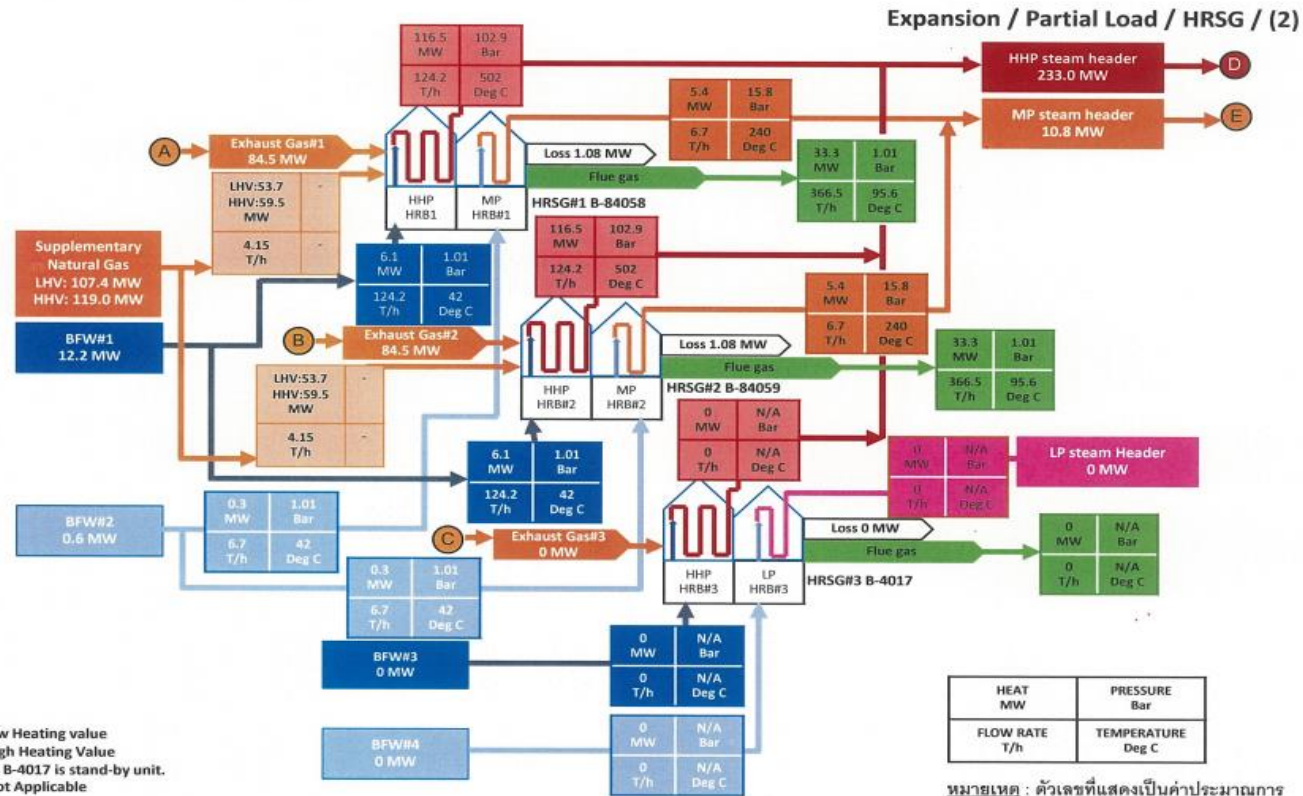 Expansion / Partial Load / HRSG / (2)
116.5 MW
102.9 Bar
124.2 T/h
502 Deg C
HHP steam header
233.0 MW
D
5.4 MW
15.8 Bar
6.7 T/h
240 Deg C
MP steam header
10.8 MW
E
A
Exhaust Gas#1
84.5 MW
Loss 1.08 MW
Flue gas
33.3 MW
1.01 Bar
366.5 T/h
95.6 Deg C
LHV:53.7
HHV:59.5
MW
-
4.15
T/h
-
HHP
HRB1
MP
HRB#1
HRSG#1 B-84058
Supplementary
Natural Gas
LHV: 107.4 MW
HHV: 119.0 MW
6.1 MW
1.01 Bar
124.2 T/h
42 Deg C
116.5 MW
102.9 Bar
124.2 T/h
502 Deg C
BFW#1
12.2 MW
B
Exhaust Gas#2
84.5 MW
5.4 MW
15.8 Bar
6.7 T/h
240 Deg C
Loss 1.08 MW
Flue gas
33.3 MW
1.01 Bar
366.5 T/h
95.6 Deg C
LHV:53.7
HHV:59.5
MW
-
4.15
T/h
-
HHP
HRB#2
MP
HRB#2
HRSG#2 B-84059
0 MW
N/A Bar
0 T/h
N/A Deg C
6.1 MW
1.01 Bar
124.2 T/h
42 Deg C
0 MW
N/A Bar
0 T/h
N/A Deg C
LP steam Header
0 MW
BFW#2
0.6 MW
0.3 MW
1.01 Bar
6.7 T/h
42 Deg C
C
Exhaust Gas#3
0 MW
Loss 0 MW
Flue gas
0 MW
N/A Bar
0 T/h
N/A Deg C
0.3 MW
1.01 Bar
6.7 T/h
42 Deg C
HHP
HRB#3
LP
HRB#3
HRSG#3 B-4017
BFW#3
0 MW
0 MW
N/A Bar
0 T/h
N/A Deg C
BFW#4
0 MW
0 MW
N/A Bar
0 T/h
N/A Deg C
HEAT
MW
PRESSURE
Bar
FLOW RATE
T/h
TEMPERATURE
Deg C
w Heating value
gh Heating Value
B-4017 is stand-by unit.
ot Applicable
หมายเหตุ : ตัวเลขที่แสดงเป็นค่าประมาณการ